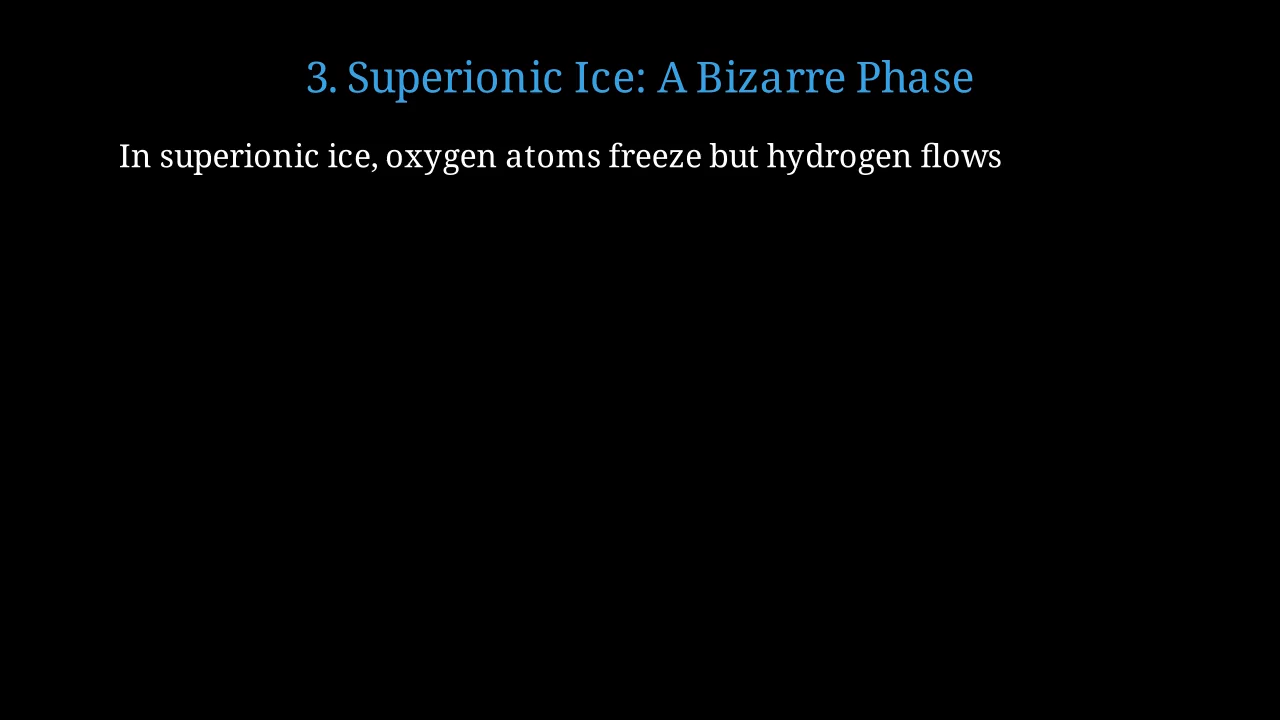 3. Superionic Ice: A Bizarre Phase
In superionic ice, oxygen atoms freeze but hydrogen flows